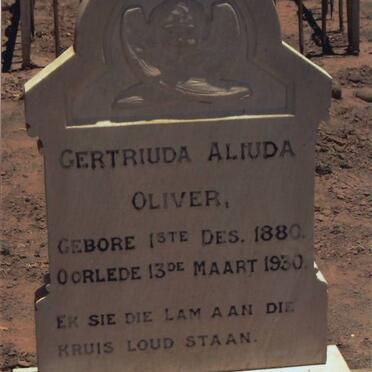 GERTRIUDA ALIUDA
OLIVER,
GEBORE 1STE DES. 1880.
OORLEDE 13DE MAART 1930.
EK SIE DIE LAM AAN DIE
KRUIS LOUD STAAN.